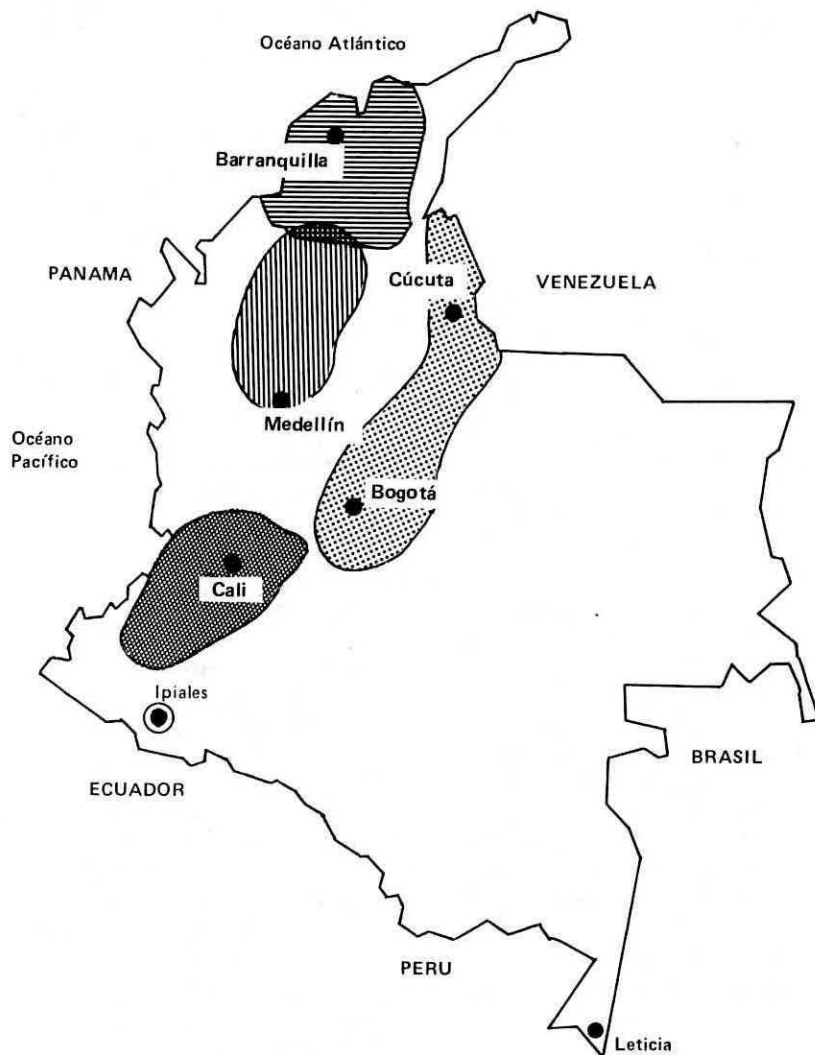 Océano Atlántico
Barranquilla
PANAMA
Cúcuta
VENEZUELA
Medellín
Océano
Pacífico
Bogotá
Cali
Ipiales
BRASIL
ECUADOR
PERU
Leticia